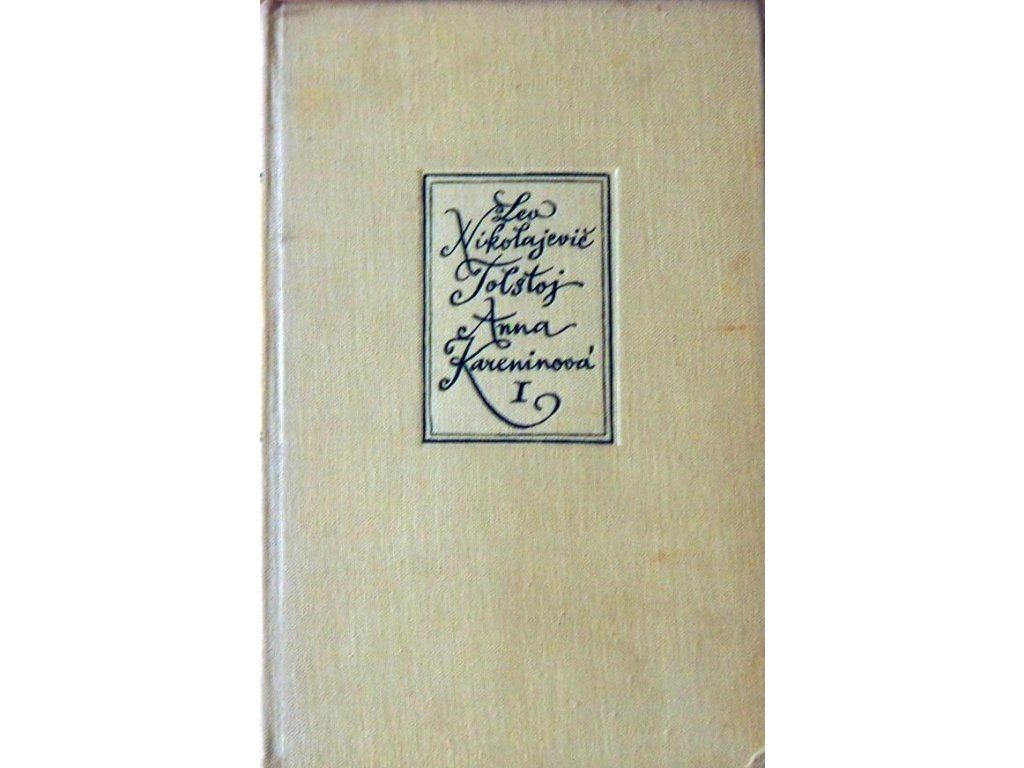 Lev
Nikolajevič
Tolstoj
Anna
Kareninová
I